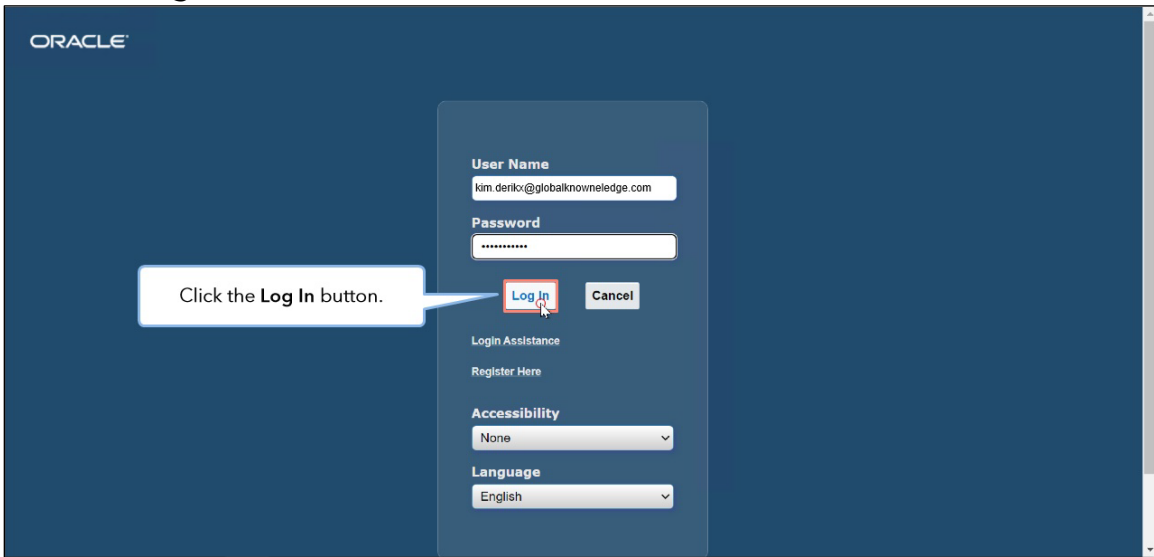 ORACLE
User Name
kim.derikx@globalknowneledge.com
Password
Click the Log In button.
Log In
Cancel
Login Assistance
Register Here
Accessibility
None
Language
English